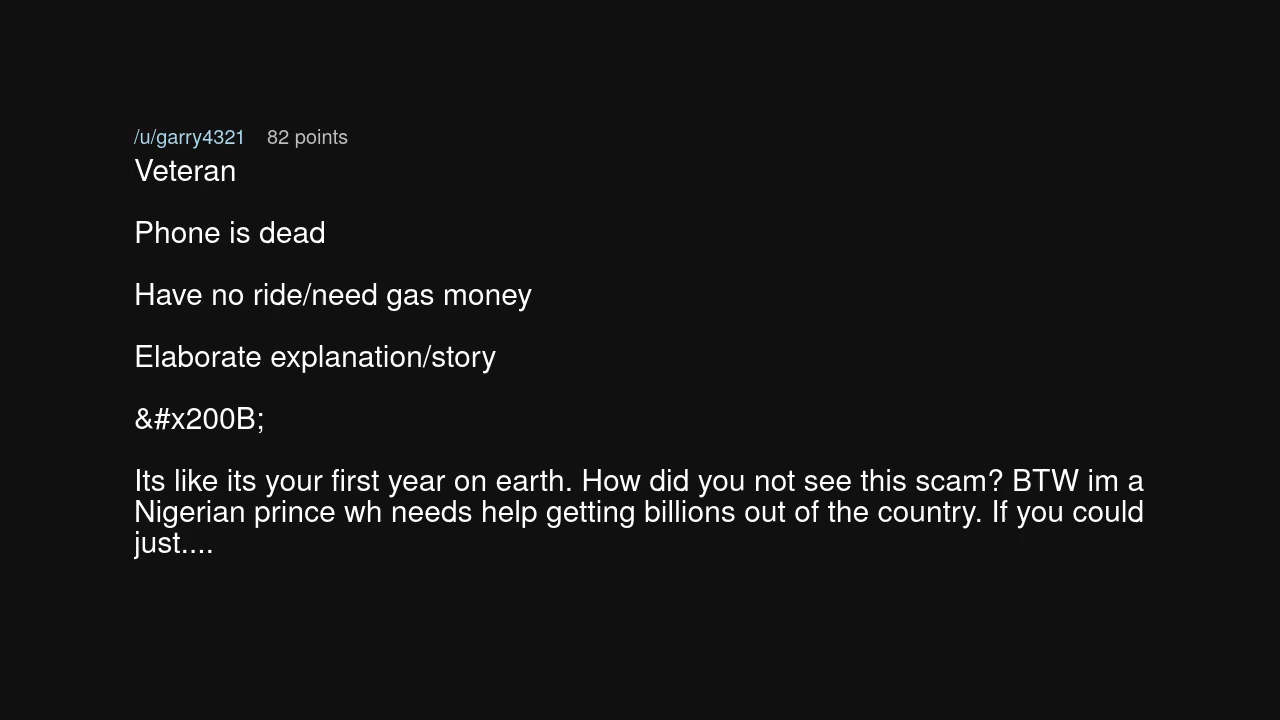 /u/garry4321 82 points
Veteran
Phone is dead
Have no ride/need gas money
Elaborate explanation/story
&#x200B;
Its like its your first year on earth. How did you not see this scam? BTW im a
Nigerian prince wh needs help getting billions out of the country. If you could
just....